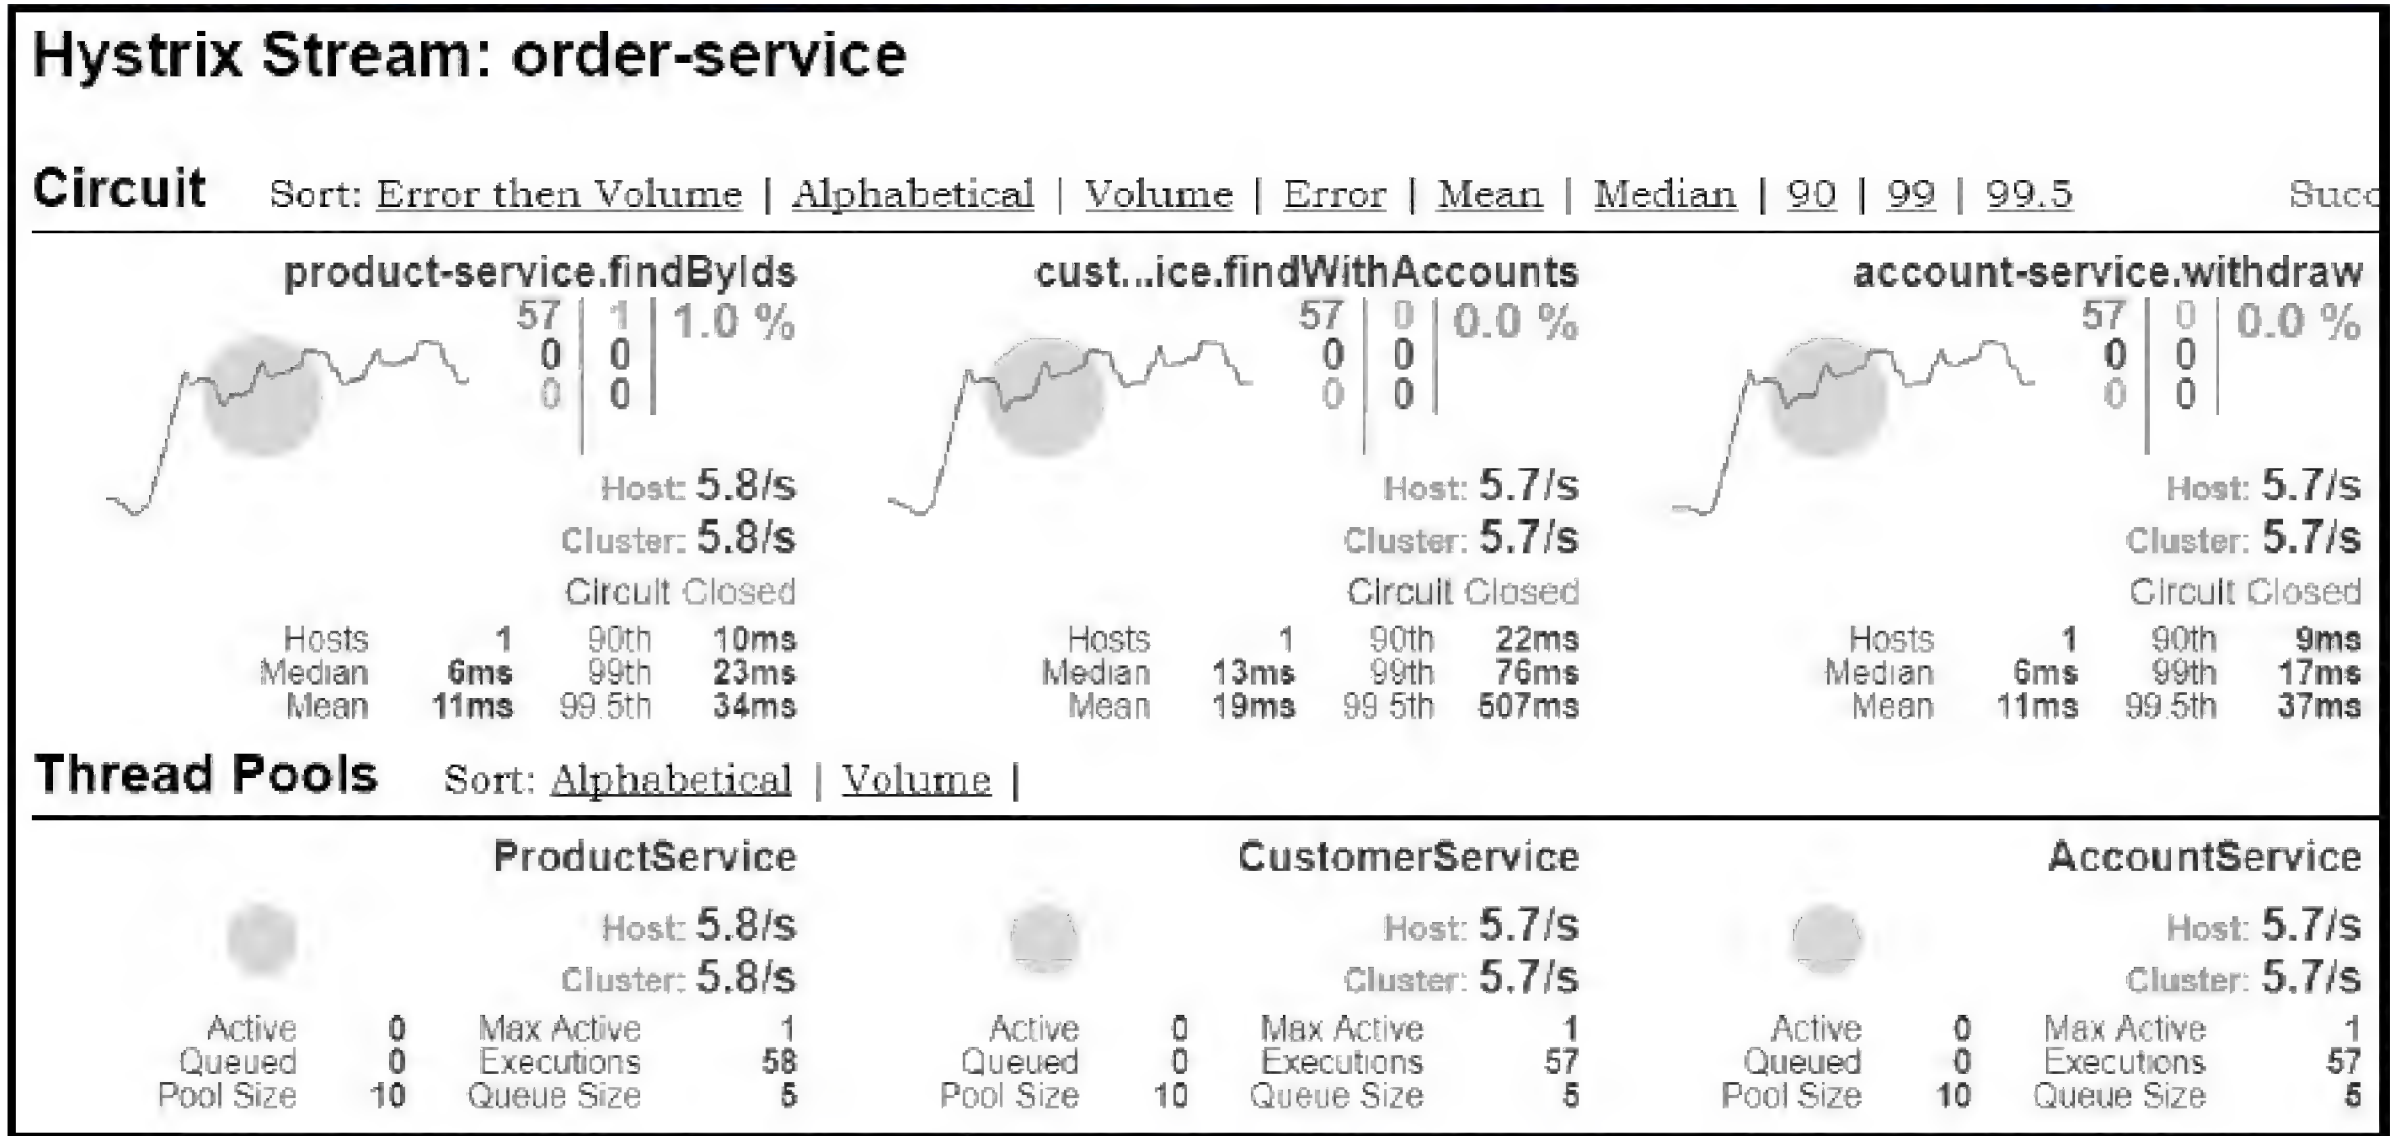 Hystrix Stream: order-service
Circuit Sort: Error then Volume | Alphabetical | Volume | Error | Mean | Median | 90 | 99 | 99.5 Succ
product-service.findByIds cust...ice.findWithAccounts account-service.withdraw
57 1 1.0 % 57 0 0.0 % 57 0 0.0 %
0 0 0 0 0 0
0 0 0 0 0 0
Host: 5.8/s Host: 5.7/s Host: 5.7/s
Cluster: 5.8/s Cluster: 5.7/s Cluster: 5.7/s
Circuit Closed Circuit Closed Circuit Closed
Hosts 1 90th 10ms Hosts 1 90th 22ms Hosts 1 90th 9ms
Median 6ms 99th 23ms Median 13ms 99th 76ms Median 6ms 99th 17ms
Mean 11ms 99.5th 34ms Mean 19ms 99.5th 507ms Mean 11ms 99.5th 37ms
Thread Pools Sort: Alphabetical | Volume |
ProductService CustomerService AccountService
Host: 5.8/s Host: 5.7/s Host: 5.7/s
Cluster: 5.8/s Cluster: 5.7/s Cluster: 5.7/s
Active 0 Max Active 1 Active 0 Max Active 1 Active 0 Max Active 1
Queued 0 Executions 58 Queued 0 Executions 57 Queued 0 Executions 57
Pool Size 10 Queue Size 5 Pool Size 10 Queue Size 5 Pool Size 10 Queue Size 5